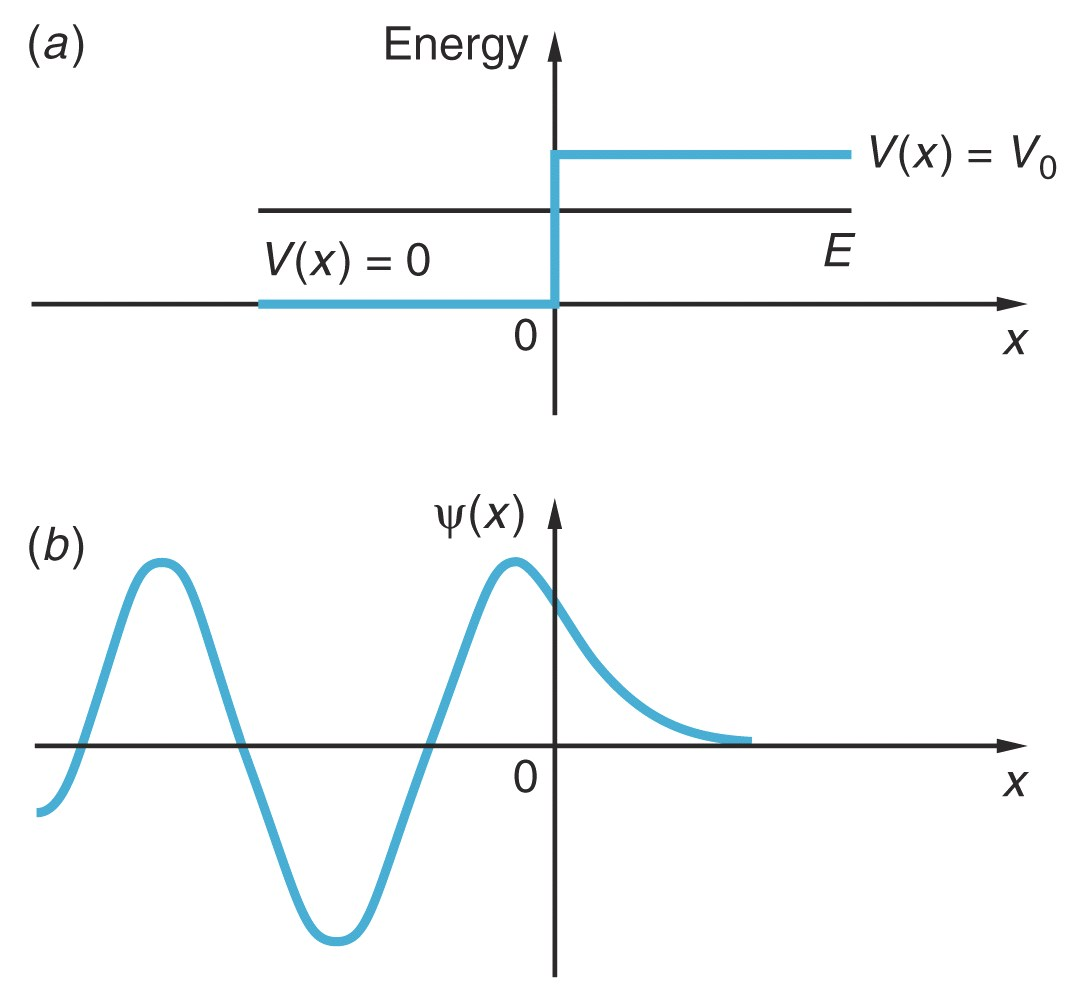 (a)
Energy
V(x) = V₀
V(x) = 0
E
0
x
(b)
ψ(x)
0
x